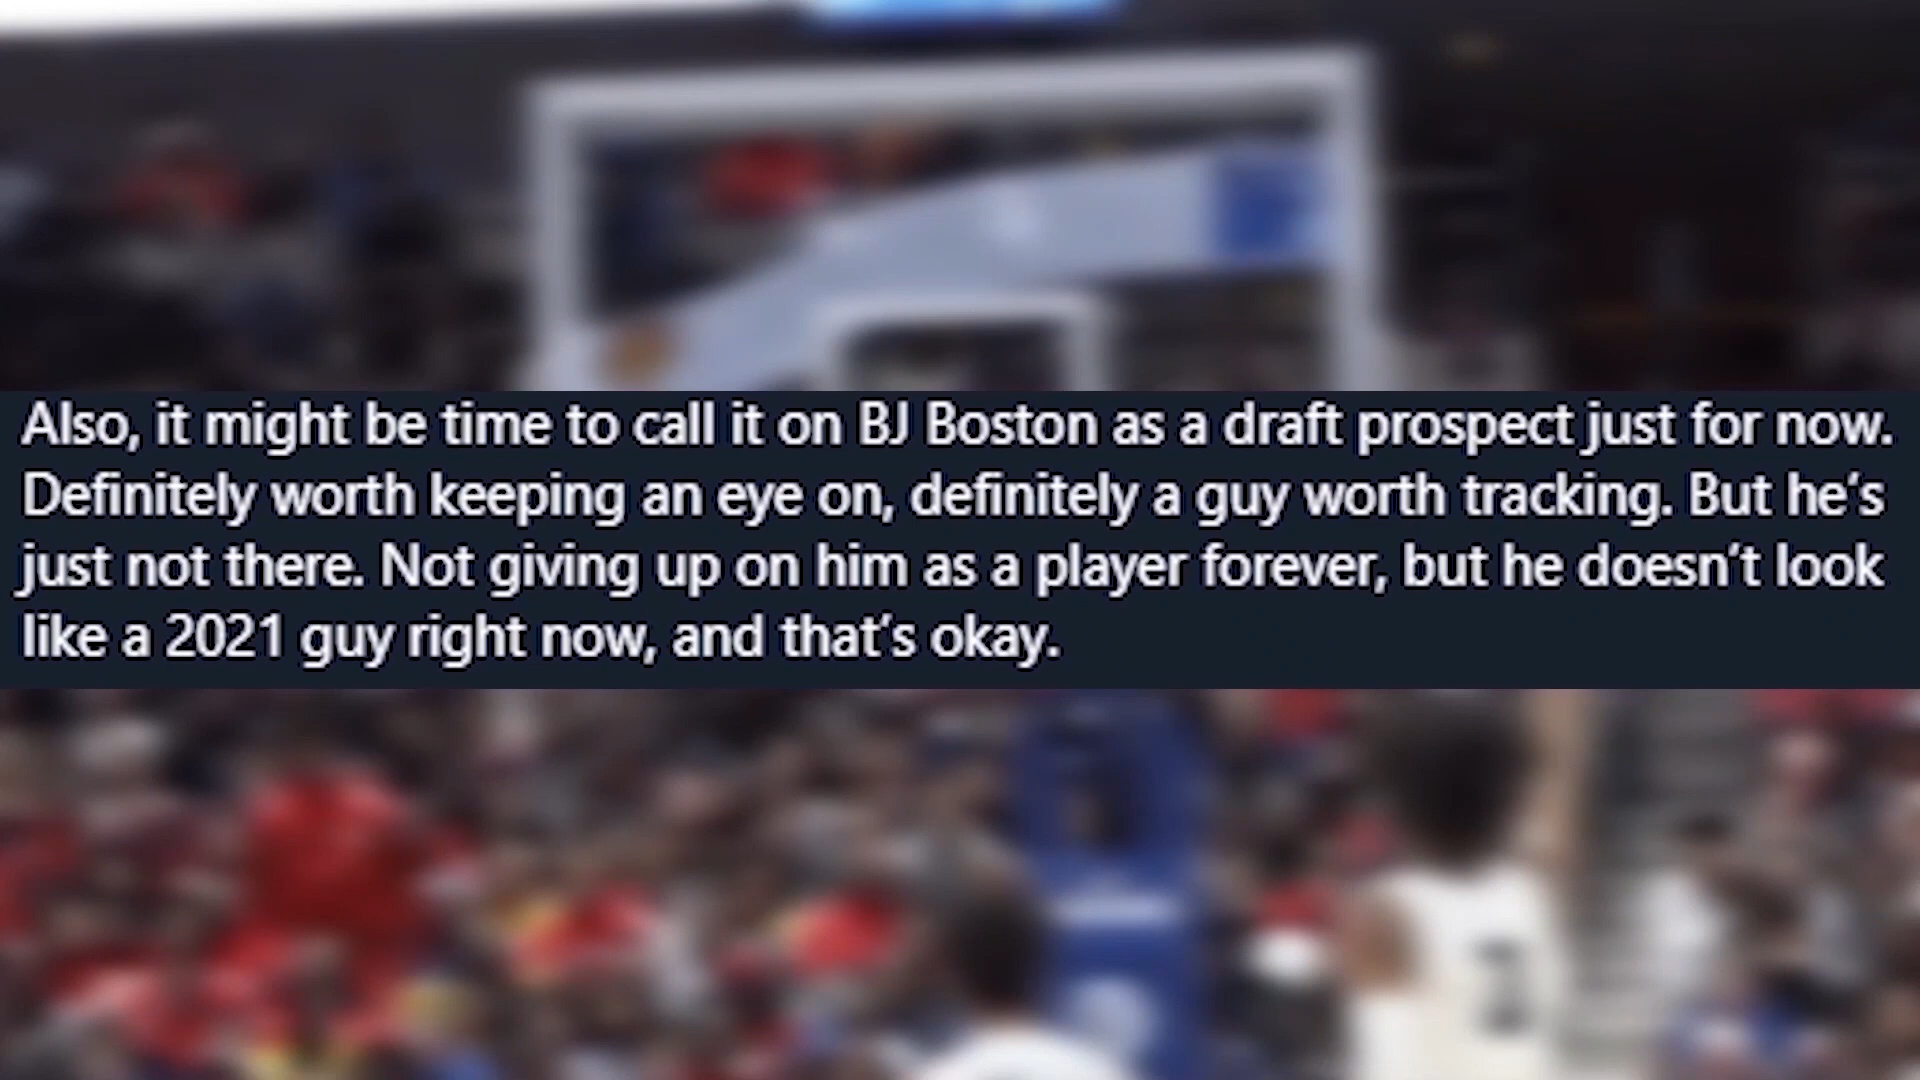 Also, it might be time to call it on BJ Boston as a draft prospect just for now.
Definitely worth keeping an eye on, definitely a guy worth tracking. But he's
just not there. Not giving up on him as a player forever, but he doesn't look
like a 2021 guy right now, and that's okay.